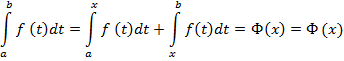 ∫_a^b f (t)dt = ∫_a^x f (t)dt + ∫_x^b f(t)dt = Φ(x) = Φ (x)